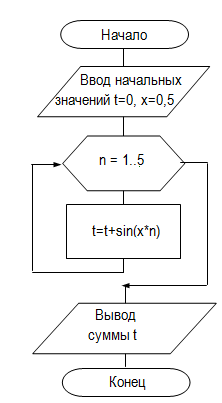 Начало
Ввод начальных
значений t=0, x=0,5
n = 1..5
t=t+sin(x*n)
Вывод
суммы t
Конец